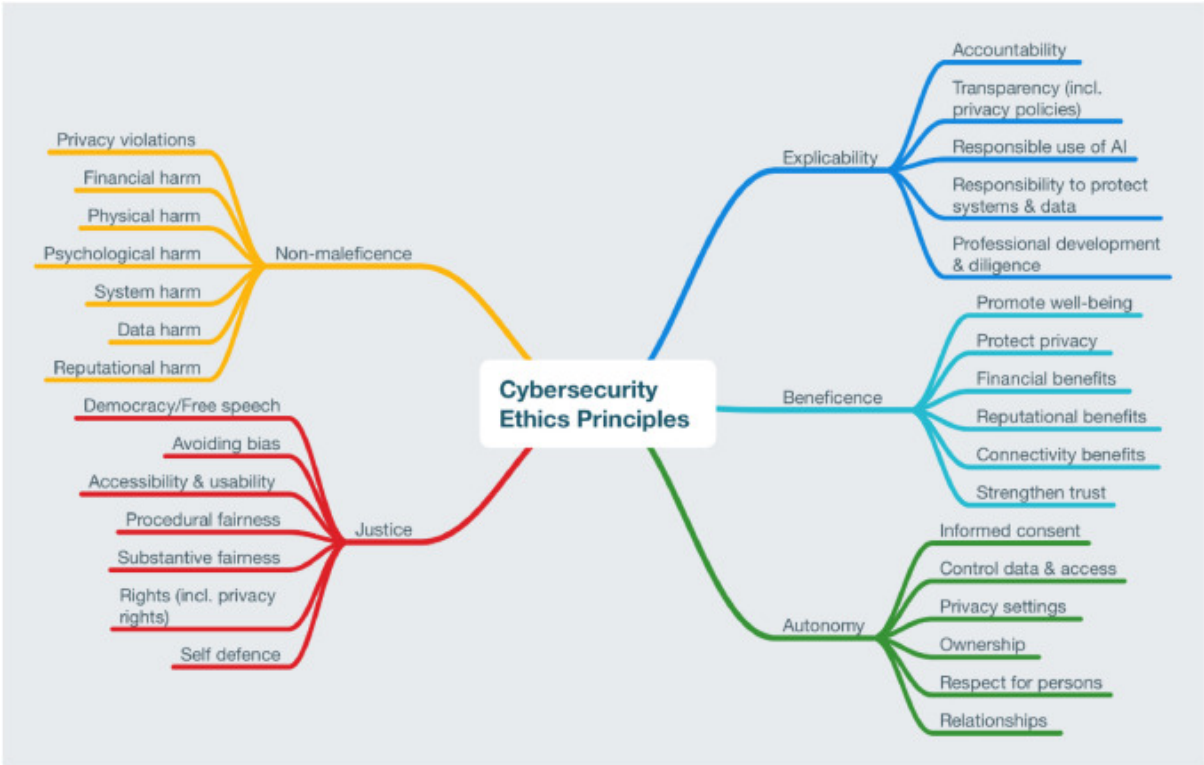 Cybersecurity
Ethics Principles
Explicability
Accountability
Transparency (incl.
privacy policies)
Responsible use of AI
Responsibility to protect
systems & data
Professional development
& diligence
Beneficence
Promote well-being
Protect privacy
Financial benefits
Reputational benefits
Connectivity benefits
Strengthen trust
Autonomy
Informed consent
Control data & access
Privacy settings
Ownership
Respect for persons
Relationships
Non-maleficence
Privacy violations
Financial harm
Physical harm
Psychological harm
System harm
Data harm
Reputational harm
Justice
Democracy/Free speech
Avoiding bias
Accessibility & usability
Procedural fairness
Substantive fairness
Rights (incl. privacy
rights)
Self defence